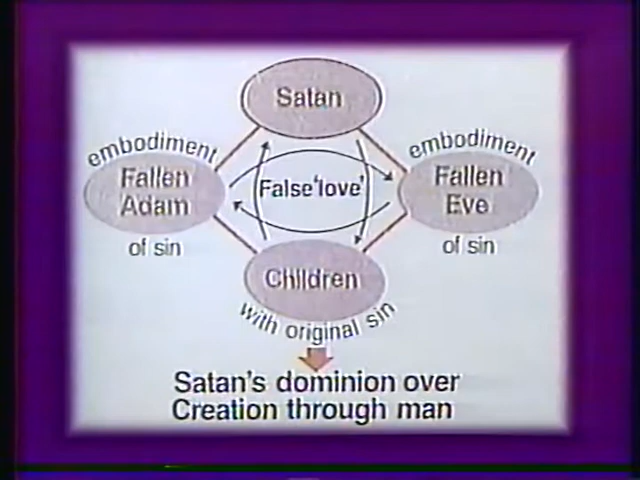 Satan
embodiment
Fallen
Adam
of sin
False 'love'
embodiment
Fallen
Eve
of sin
Children
with original sin
Satan's dominion over
Creation through man